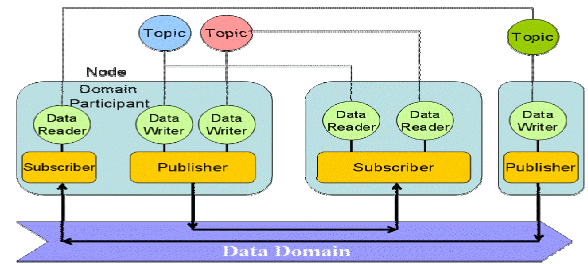 Topic
Topic
Topic
Node
Domain
Participant
Data
Reader
Data
Writer
Data
Writer
Data
Reader
Data
Reader
Data
Writer
Subscriber
Publisher
Subscriber
Publisher
Data Domain